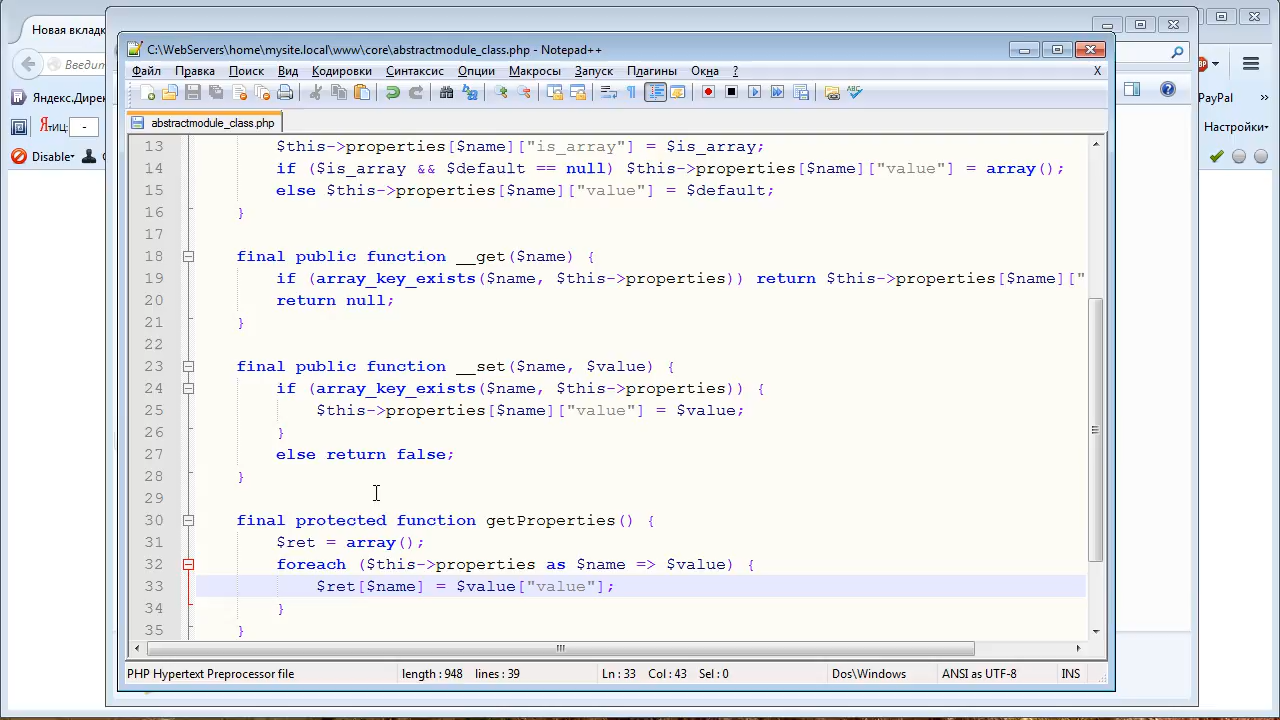 Новая вкладк
C:\WebServers\home\mysite.local\www\core\abstractmodule_class.php - Notepad++
Введит
Файл Правка Поиск Вид Кодировки Синтаксис Опции Макросы Запуск Плагины Окна ? X
Яндекс.Дирек
PayPal
»
abstractmodule_class.php
ТИЦ: -
Настройки
Disable
13 $this->properties[$name]["is_array"] = $is_array;
14 if ($is_array && $default == null) $this->properties[$name]["value"] = array();
15 else $this->properties[$name]["value"] = $default;
16 }
17
18 final public function __get($name) {
19 if (array_key_exists($name, $this->properties)) return $this->properties[$name]["
20 return null;
21 }
22
23 final public function __set($name, $value) {
24 if (array_key_exists($name, $this->properties)) {
25 $this->properties[$name]["value"] = $value;
26 }
27 else return false;
28 }
29
30 final protected function getProperties() {
31 $ret = array();
32 foreach ($this->properties as $name => $value) {
33 $ret[$name] = $value["value"];
34 }
35 }
PHP Hypertext Preprocessor file length : 948 lines : 39 Ln : 33 Col : 43 Sel : 0 Dos\Windows ANSI as UTF-8 INS